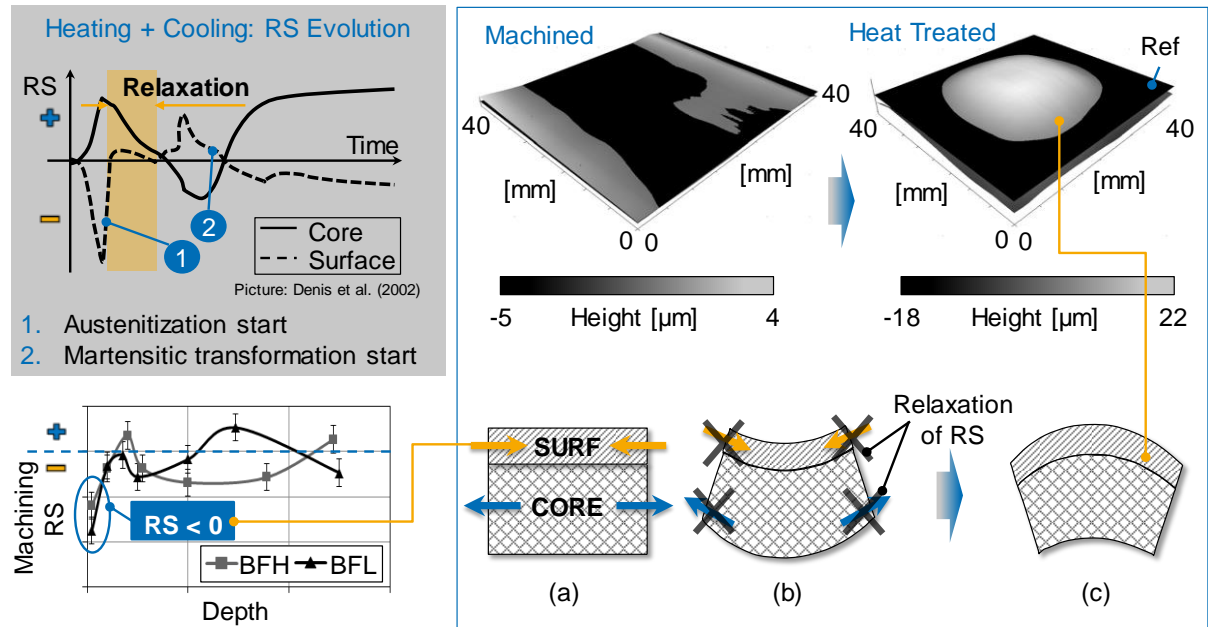 Heating + Cooling: RS Evolution
RS
Relaxation
Time
1
2
Core
Surface
Picture: Denis et al. (2002)
1. Austenitization start
2. Martensitic transformation start
Machined
Heat Treated
Ref
40
40
[mm]
[mm]
0 0
40
40
[mm]
[mm]
0 0
-5 Height [µm] 4
-18 Height [µm] 22
+
−
Machining
RS
RS < 0
BFH BFL
Depth
SURF
CORE
Relaxation
of RS
(a) (b) (c)